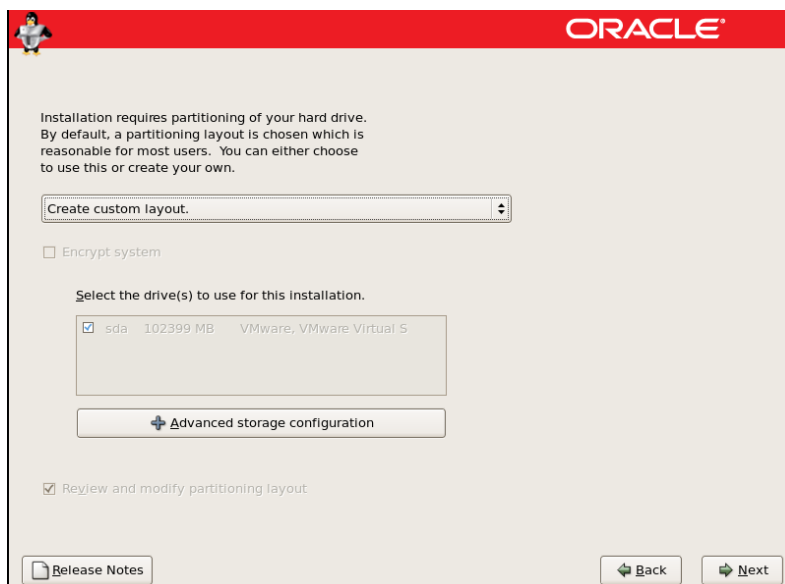 ORACLE®
Installation requires partitioning of your hard drive.
By default, a partitioning layout is chosen which is
reasonable for most users.  You can either choose
to use this or create your own.
Create custom layout.
Encrypt system
Select the drive(s) to use for this installation.
sda 102399 MB VMware, VMware Virtual S
Advanced storage configuration
Review and modify partitioning layout
Release Notes
Back
Next